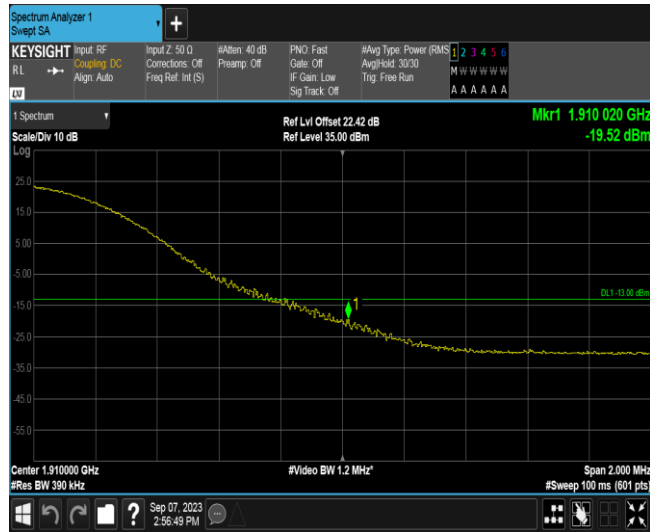 Spectrum Analyzer 1
Swept SA
+
KEYSIGHT
RL
LXI
Input: RF
Coupling: DC
Align: Auto
Input Z: 50 Ω
Corrections: Off
Freq Ref: Int (S)
#Atten: 40 dB
Preamp: Off
PNO: Fast
Gate: Off
IF Gain: Low
Sig Track: Off
#Avg Type: Power (RMS
Avg|Hold: 30/30
Trig: Free Run
1 2 3 4 5 6
M W W W W W
A A A A A A
1 Spectrum
Scale/Div 10 dB
Ref Lvl Offset 22.42 dB
Ref Level 35.00 dBm
Mkr1 1.910 020 GHz
-19.52 dBm
Log
25.0
15.0
5.00
-5.00
DL1 -13.00 dBm
-15.0
1
-25.0
-35.0
-45.0
-55.0
Center 1.910000 GHz
#Video BW 1.2 MHz*
Span 2.000 MHz
#Res BW 390 kHz
#Sweep 100 ms (601 pts)
?
Sep 07, 2023
2:56:49 PM